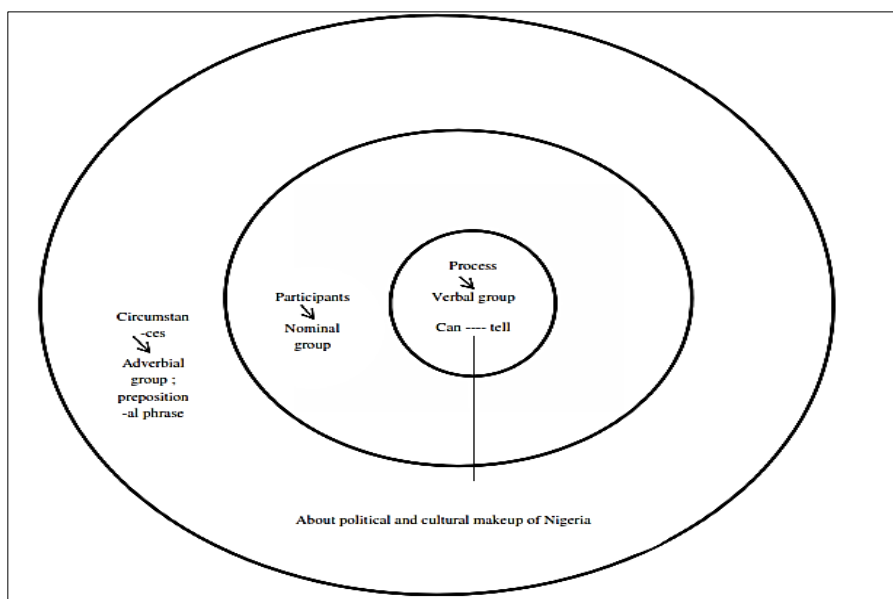 Process
Verbal group
Can ---- tell
Participants
Nominal
group
Circumstan
-ces
Adverbial
group ;
preposition
-al phrase
About political and cultural makeup of Nigeria